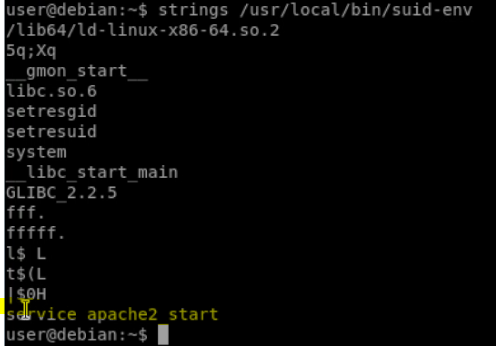 user@debian:~$ strings /usr/local/bin/suid-env
/lib64/ld-linux-x86-64.so.2
5q;Xq
__gmon_start__
libc.so.6
setresgid
setresuid
system
__libc_start_main
GLIBC_2.2.5
fff.
fffff.
l$ L
t$(L
|$0H
service apache2 start
user@debian:~$